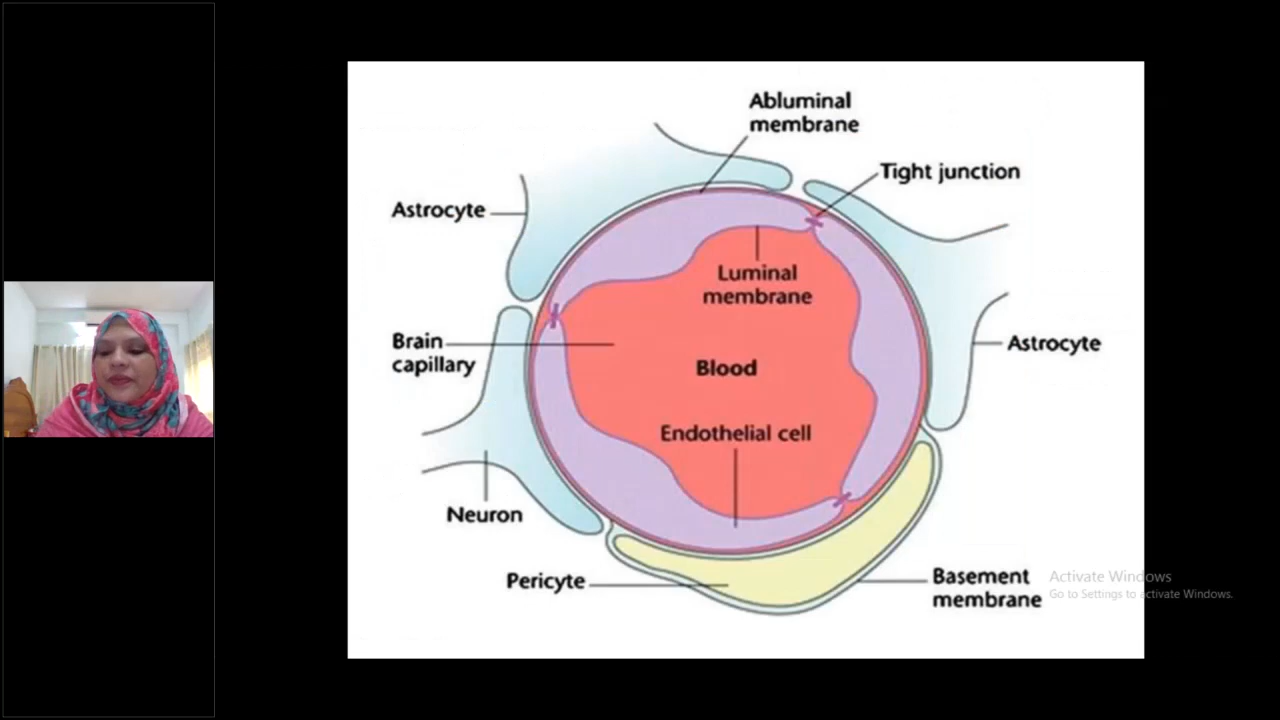 Abluminal
membrane
Tight junction
Astrocyte
Luminal
membrane
Brain
capillary
Astrocyte
Blood
Endothelial cell
Neuron
Pericyte
Basement
membrane
Activate Windows
Go to Settings to activate Windows.